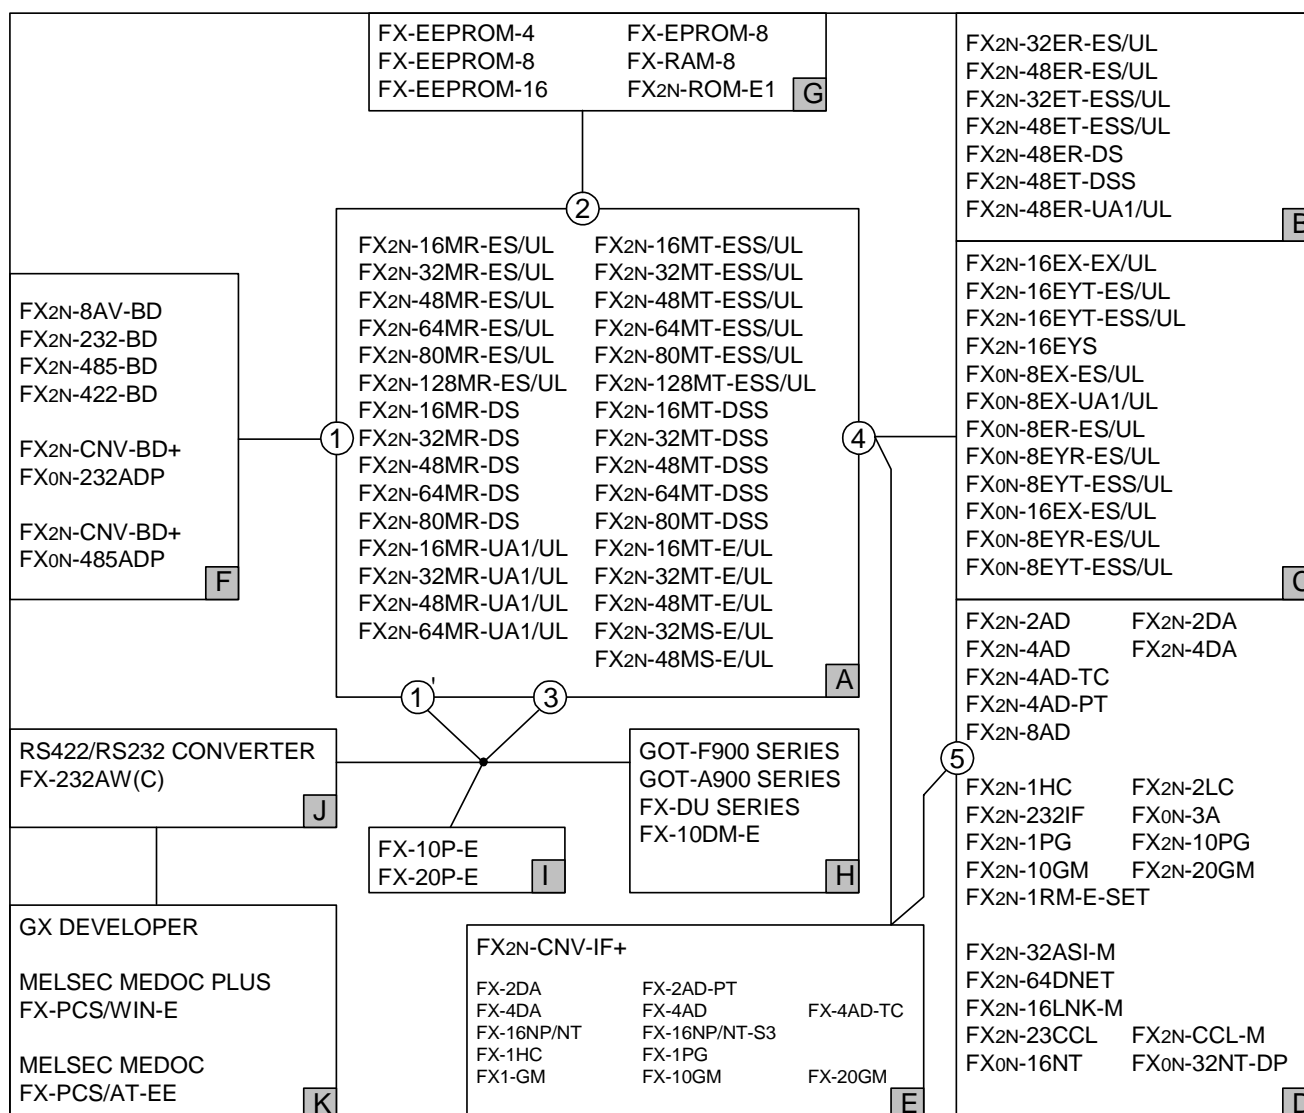 FX-EEPROM-4 FX-EPROM-8
FX-EEPROM-8 FX-RAM-8
FX-EEPROM-16 FX2N-ROM-E1
G
FX2N-32ER-ES/UL
FX2N-48ER-ES/UL
FX2N-32ET-ESS/UL
FX2N-48ET-ESS/UL
FX2N-48ER-DS
FX2N-48ET-DSS
FX2N-48ER-UA1/UL
B
2
FX2N-16MR-ES/UL FX2N-16MT-ESS/UL
FX2N-32MR-ES/UL FX2N-32MT-ESS/UL
FX2N-48MR-ES/UL FX2N-48MT-ESS/UL
FX2N-64MR-ES/UL FX2N-64MT-ESS/UL
FX2N-80MR-ES/UL FX2N-80MT-ESS/UL
FX2N-128MR-ES/UL FX2N-128MT-ESS/UL
FX2N-16MR-DS FX2N-16MT-DSS
FX2N-32MR-DS FX2N-32MT-DSS
FX2N-48MR-DS FX2N-48MT-DSS
FX2N-64MR-DS FX2N-64MT-DSS
FX2N-80MR-DS FX2N-80MT-DSS
FX2N-16MR-UA1/UL FX2N-16MT-E/UL
FX2N-32MR-UA1/UL FX2N-32MT-E/UL
FX2N-48MR-UA1/UL FX2N-48MT-E/UL
FX2N-64MR-UA1/UL FX2N-32MS-E/UL
FX2N-48MS-E/UL
A
FX2N-8AV-BD
FX2N-232-BD
FX2N-485-BD
FX2N-422-BD
FX2N-CNV-BD+
FX0N-232ADP
FX2N-CNV-BD+
FX0N-485ADP
F
1
4
FX2N-16EX-EX/UL
FX2N-16EYT-ES/UL
FX2N-16EYT-ESS/UL
FX2N-16EYS
FX0N-8EX-ES/UL
FX0N-8EX-UA1/UL
FX0N-8ER-ES/UL
FX0N-8EYR-ES/UL
FX0N-8EYT-ESS/UL
FX0N-16EX-ES/UL
FX0N-8EYR-ES/UL
FX0N-8EYT-ESS/UL
C
1'
3
5
FX2N-2AD FX2N-2DA
FX2N-4AD FX2N-4DA
FX2N-4AD-TC
FX2N-4AD-PT
FX2N-8AD
FX2N-1HC FX2N-2LC
FX2N-232IF FX0N-3A
FX2N-1PG FX2N-10PG
FX2N-10GM FX2N-20GM
FX2N-1RM-E-SET
FX2N-32ASI-M
FX2N-64DNET
FX2N-16LNK-M
FX2N-23CCL FX2N-CCL-M
FX0N-16NT FX0N-32NT-DP
D
RS422/RS232 CONVERTER
FX-232AW(C)
J
FX-10P-E
FX-20P-E
I
GOT-F900 SERIES
GOT-A900 SERIES
FX-DU SERIES
FX-10DM-E
H
GX DEVELOPER
MELSEC MEDOC PLUS
FX-PCS/WIN-E
MELSEC MEDOC
FX-PCS/AT-EE
K
FX2N-CNV-IF+
FX-2DA FX-2AD-PT
FX-4DA FX-4AD FX-4AD-TC
FX-16NP/NT FX-16NP/NT-S3
FX-1HC FX-1PG
FX1-GM FX-10GM FX-20GM
E